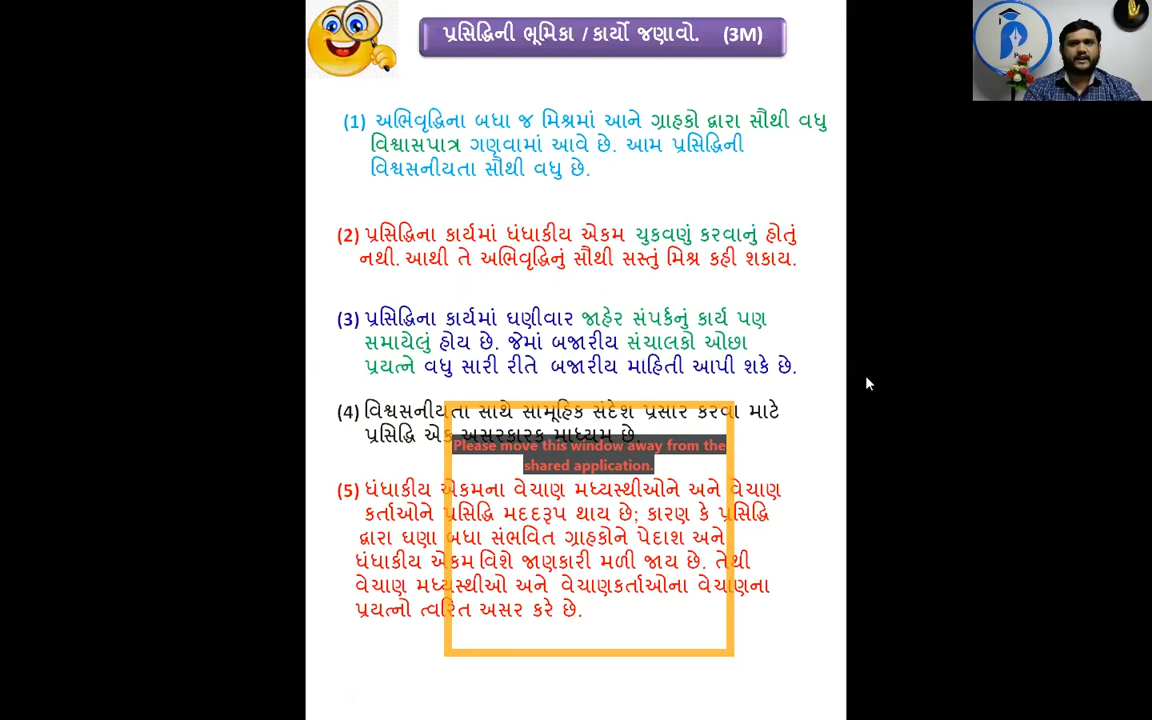 પ્રસિદ્ધિની ભૂમિકા / કાર્યો જણાવો. (3M)
(1) અભિવૃદ્ધિના બધા જ મિશ્રમાં આને ગ્રાહકો દ્વારા સૌથી વધુ
વિશ્વાસપાત્ર ગણવામાં આવે છે. આમ પ્રસિદ્ધિની
વિશ્વસનીયતા સૌથી વધુ છે.
(2) પ્રસિદ્ધિના કાર્યમાં ધંધાકીય એકમ ચુકવણું કરવાનું હોતું
નથી. આથી તે અભિવૃદ્ધિનું સૌથી સસ્તું મિશ્ર કહી શકાય.
(3) પ્રસિદ્ધિના કાર્યમાં ઘણીવાર જાહેર સંપર્કનું કાર્ય પણ
સમાયેલું હોય છે. જેમાં બજારીય સંચાલકો ઓછા
પ્રયત્ને વધુ સારી રીતે બજારીય માહિતી આપી શકે છે.
(4) વિશ્વસનીયતા સાથે સામૂહિક સંદેશ પ્રસાર કરવા માટે
પ્રસિદ્ધિ એક અસરકારક માધ્યમ છે.
Please move this window away from the
shared application.
(5) ધંધાકીય એકમના વેચાણ મધ્યસ્થીઓને અને વેચાણ
કર્તાઓને પ્રસિદ્ધિ મદદરૂપ થાય છે; કારણ કે પ્રસિદ્ધિ
દ્વારા ઘણા બધા સંભવિત ગ્રાહકોને પેદાશ અને
ધંધાકીય એકમ વિશે જાણકારી મળી જાય છે. તેથી
વેચાણ મધ્યસ્થીઓ અને વેચાણકર્તાઓના વેચાણના
પ્રયત્નો ત્વરિત અસર કરે છે.